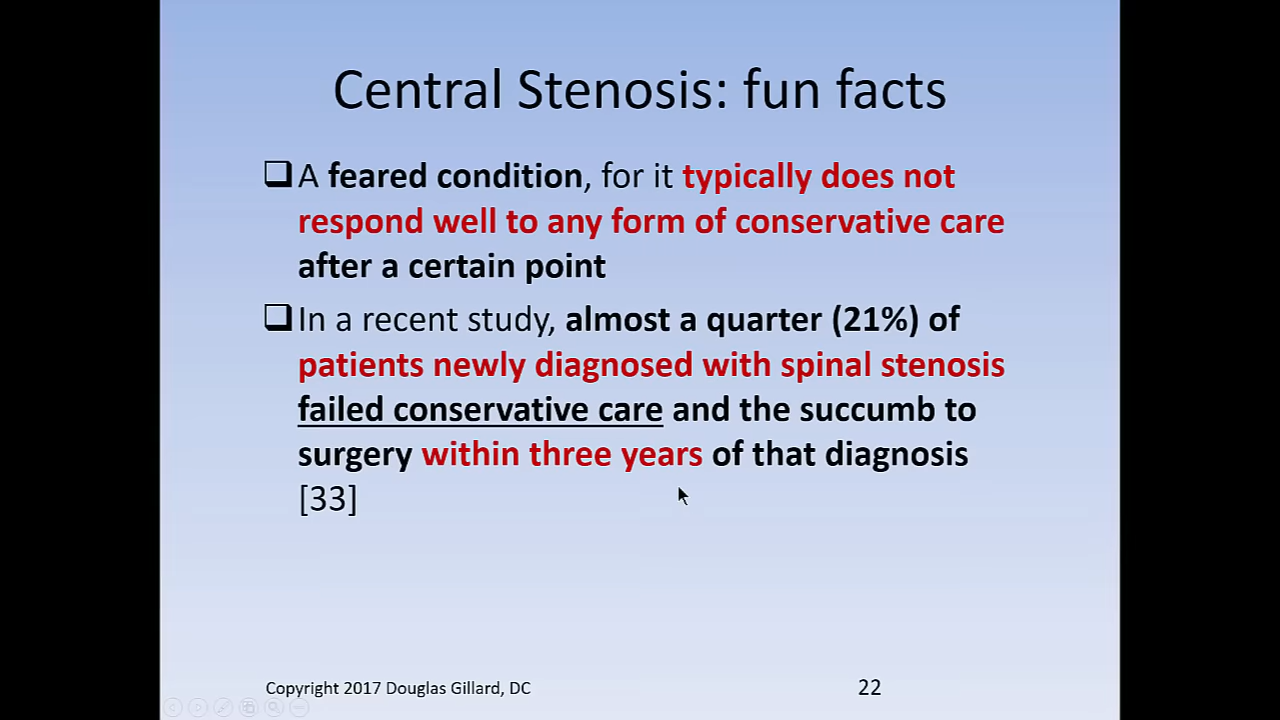 Central Stenosis: fun facts
A feared condition, for it typically does not
respond well to any form of conservative care
after a certain point
In a recent study, almost a quarter (21%) of
patients newly diagnosed with spinal stenosis
failed conservative care and the succumb to
surgery within three years of that diagnosis
[33]
Copyright 2017 Douglas Gillard, DC
22